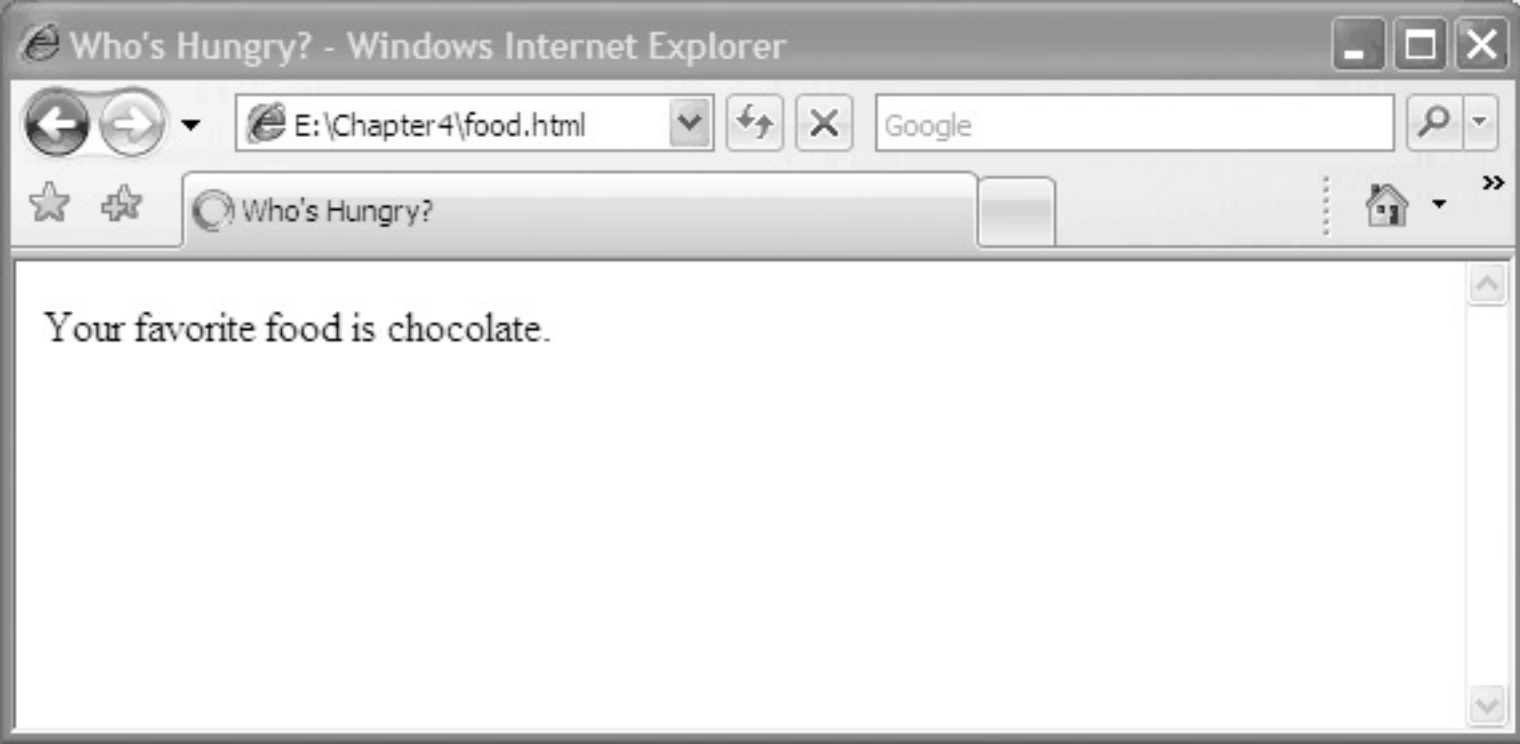 Who's Hungry? - Windows Internet Explorer
E:\Chapter4\food.html
Google
Who's Hungry?
Your favorite food is chocolate.